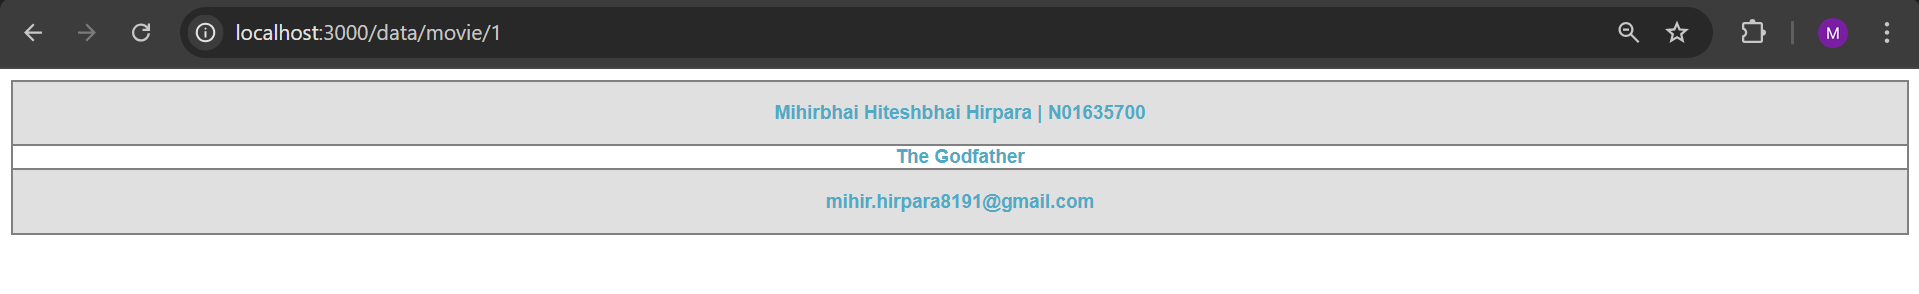 localhost:3000/data/movie/1
M
Mihirbhai Hiteshbhai Hirpara | N01635700
The Godfather
mihir.hirpara8191@gmail.com